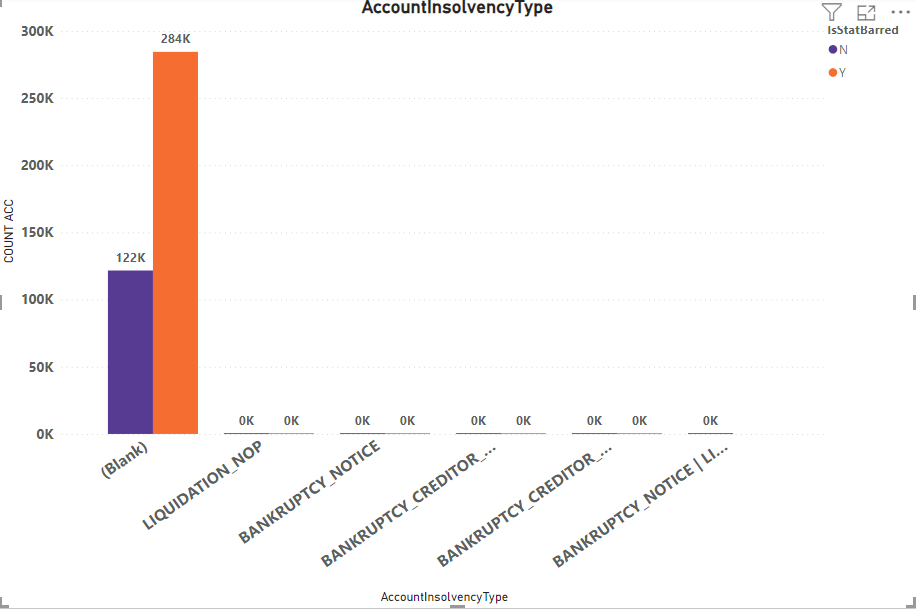 AccountInsolvencyType
IsStatBarred
N
Y
COUNT ACC
300K
250K
200K
150K
100K
50K
0K
122K
284K
0K
0K
0K
0K
0K
0K
0K
0K
0K
(Blank)
LIQUIDATION_NOP
BANKRUPTCY_NOTICE
BANKRUPTCY_CREDITOR_...
BANKRUPTCY_CREDITOR_...
BANKRUPTCY_NOTICE | LI...
AccountInsolvencyType